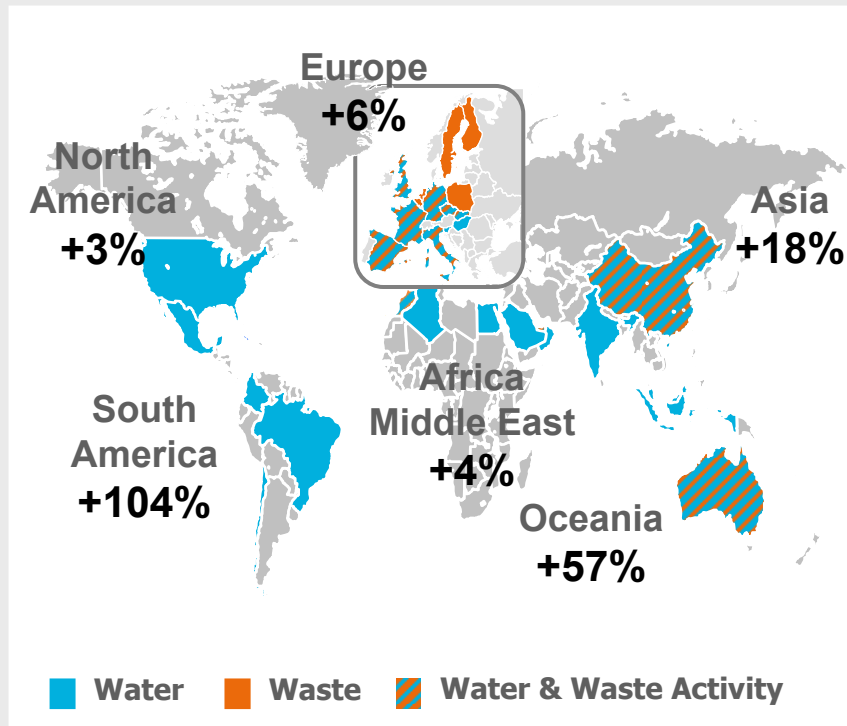 Europe
+6%
North
America
+3%
Asia
+18%
Africa
Middle East
+4%
South
America
+104%
Oceania
+57%
Water
Waste
Water & Waste Activity